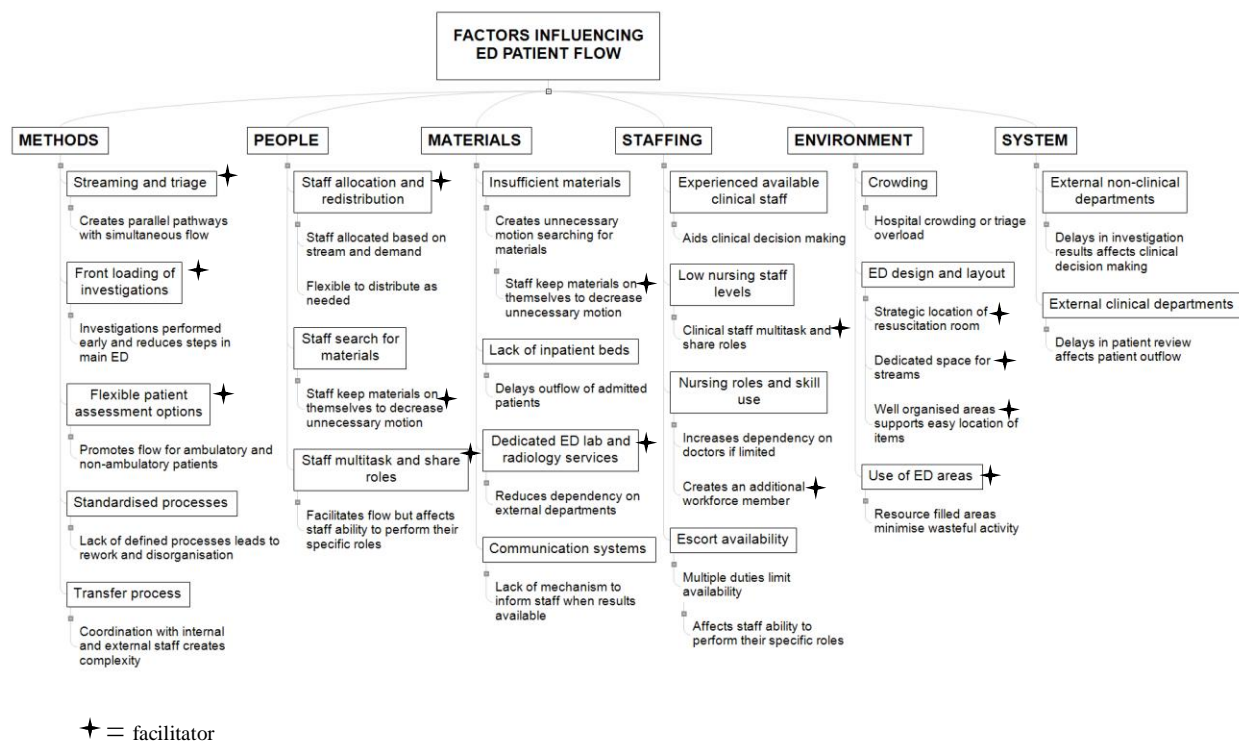 FACTORS INFLUENCING
ED PATIENT FLOW
METHODS
Streaming and triage
Creates parallel pathways
with simultaneous flow
Front loading of
investigations
Investigations performed
early and reduces steps in
main ED
Flexible patient
assessment options
Promotes flow for ambulatory and
non-ambulatory patients
Standardised processes
Lack of defined processes leads to
rework and disorganisation
Transfer process
Coordination with internal
and external staff creates
complexity
PEOPLE
Staff allocation and
redistribution
Staff allocated based on
stream and demand
Flexible to distribute as
needed
Staff search for
materials
Staff keep materials on
themselves to decrease
unnecessary motion
Staff multitask and share
roles
Facilitates flow but affects
staff ability to perform their
specific roles
MATERIALS
Insufficient materials
Creates unnecessary
motion searching for
materials
Staff keep materials on
themselves to decrease
unnecessary motion
Lack of inpatient beds
Delays outflow of admitted
patients
Dedicated ED lab and
radiology services
Reduces dependency on
external departments
Communication systems
Lack of mechanism to
inform staff when results
available
STAFFING
Experienced available
clinical staff
Aids clinical decision making
Low nursing staff
levels
Clinical staff multitask and
share roles
Nursing roles and skill
use
Increases dependency on
doctors if limited
Creates an additional
workforce member
Escort availability
Multiple duties limit
availability
Affects staff ability to
perform their specific roles
ENVIRONMENT
Crowding
Hospital crowding or triage
overload
ED design and layout
Strategic location of
resuscitation room
Dedicated space for
streams
Well organised areas
supports easy location of
items
Use of ED areas
Resource filled areas
minimise wasteful activity
SYSTEM
External non-clinical
departments
Delays in investigation
results affects clinical
decision making
External clinical departments
Delays in patient review
affects patient outflow
= facilitator